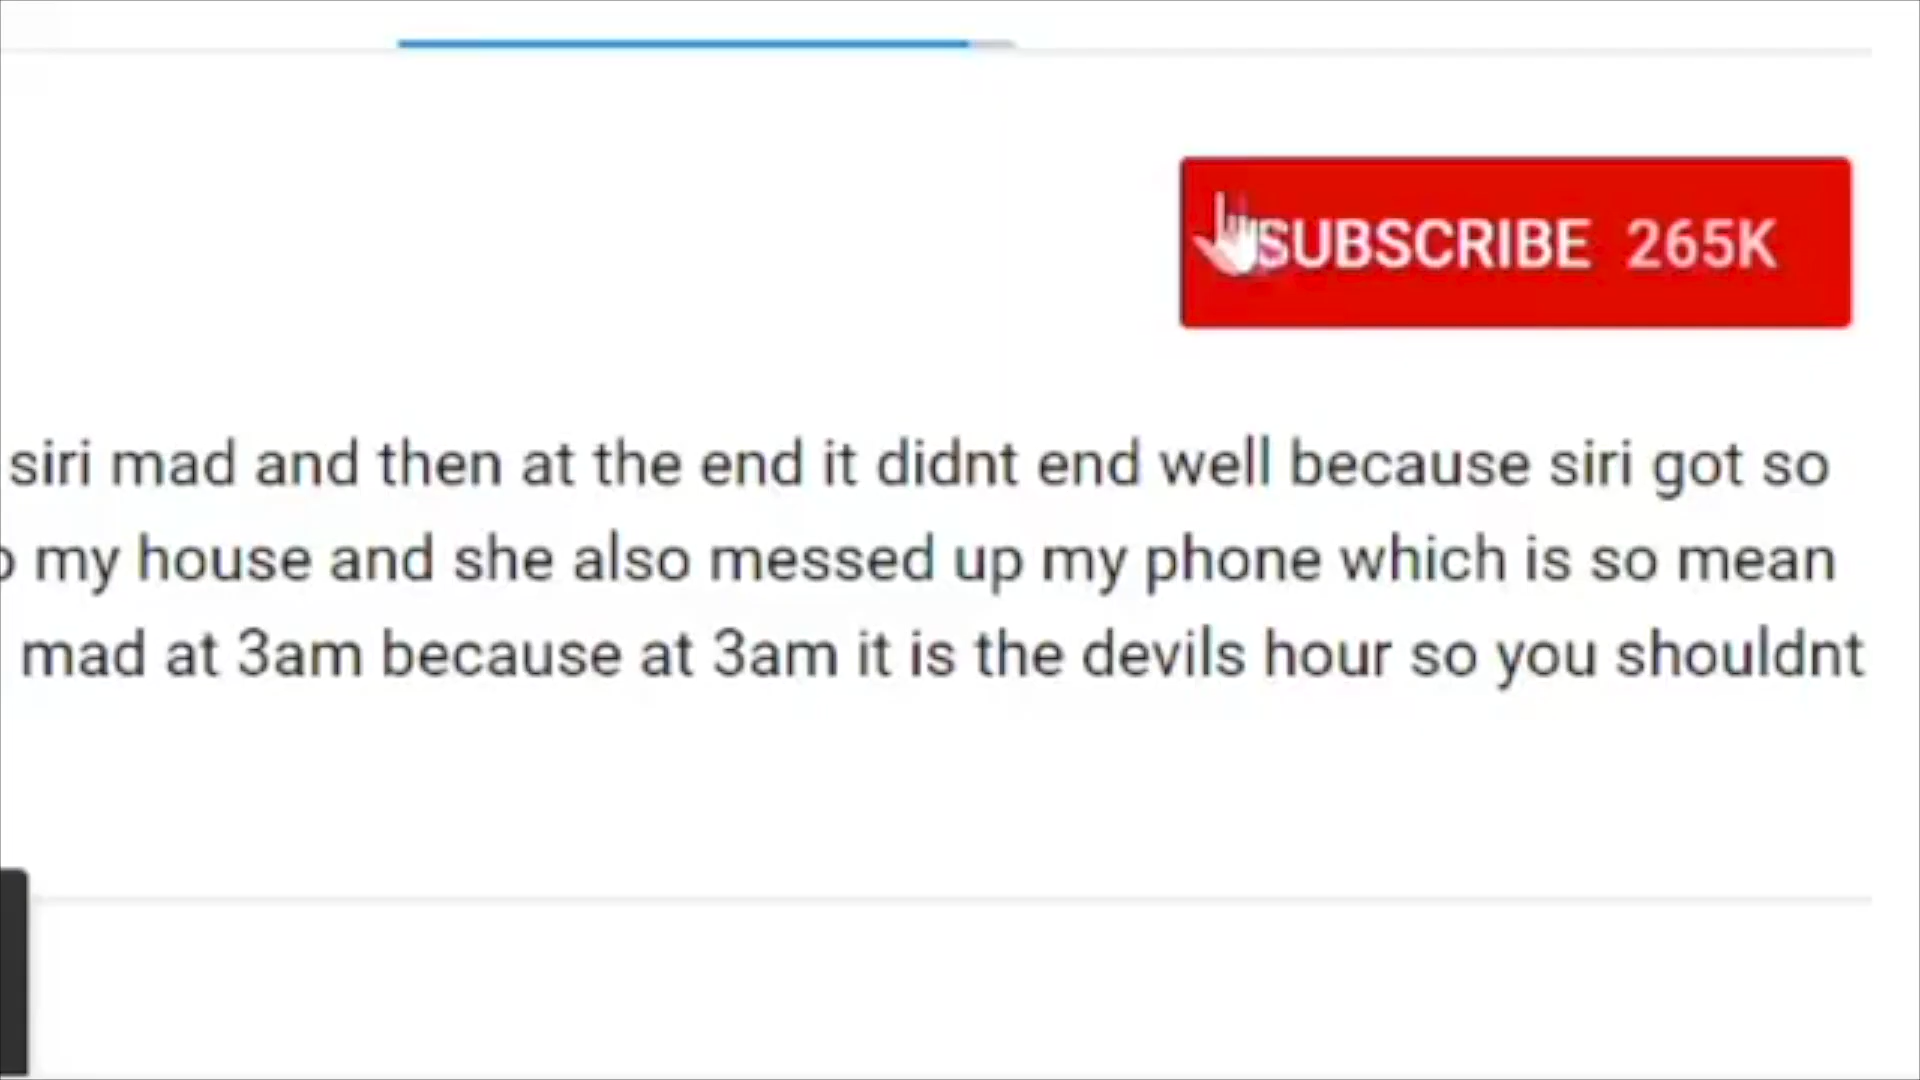 SUBSCRIBE 265K
siri mad and then at the end it didnt end well because siri got so
my house and she also messed up my phone which is so mean
mad at 3am because at 3am it is the devils hour so you shouldnt